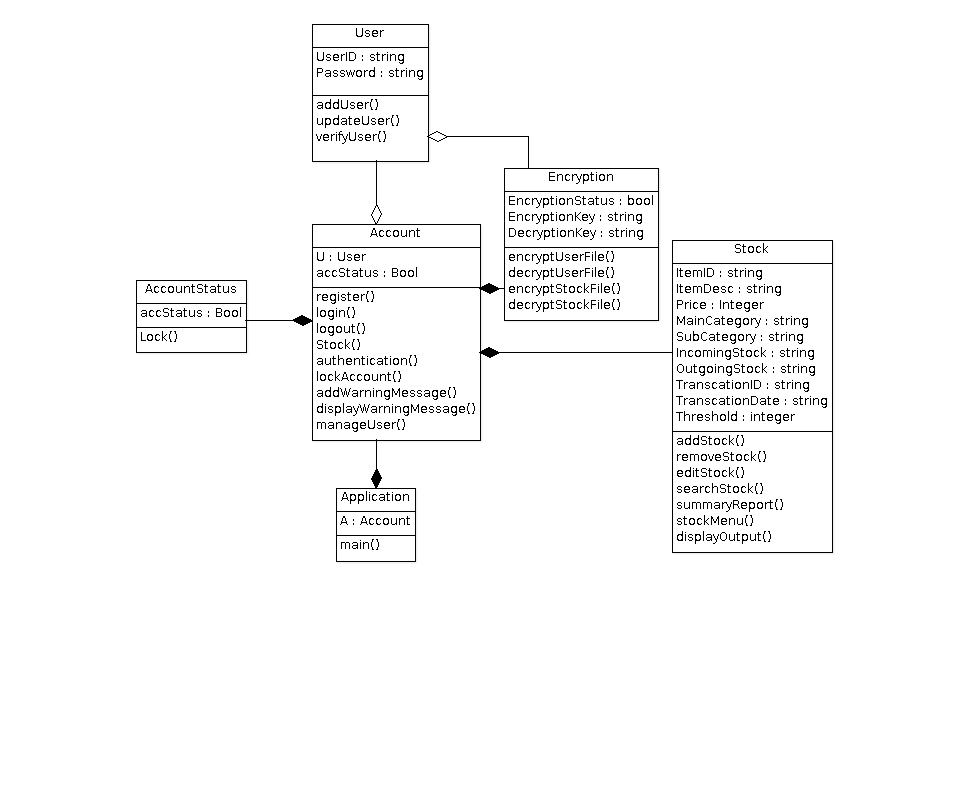 User
UserID : string
Password : string
addUser()
updateUser()
verifyUser()
Encryption
EncryptionStatus : bool
EncryptionKey : string
DecryptionKey : string
encryptUserFile()
decryptUserFile()
encryptStockFile()
decryptStockFile()
Account
U : User
accStatus : Bool
register()
login()
logout()
Stock()
authentication()
lockAccount()
addWarningMessage()
displayWarningMessage()
manageUser()
Stock
ItemID : string
ItemDesc : string
Price : Integer
MainCategory : string
SubCategory : string
IncomingStock : string
OutgoingStock : string
TranscationID : string
TranscationDate : string
Threshold : integer
addStock()
removeStock()
editStock()
searchStock()
summaryReport()
stockMenu()
displayOutput()
AccountStatus
accStatus : Bool
Lock()
Application
A : Account
main()